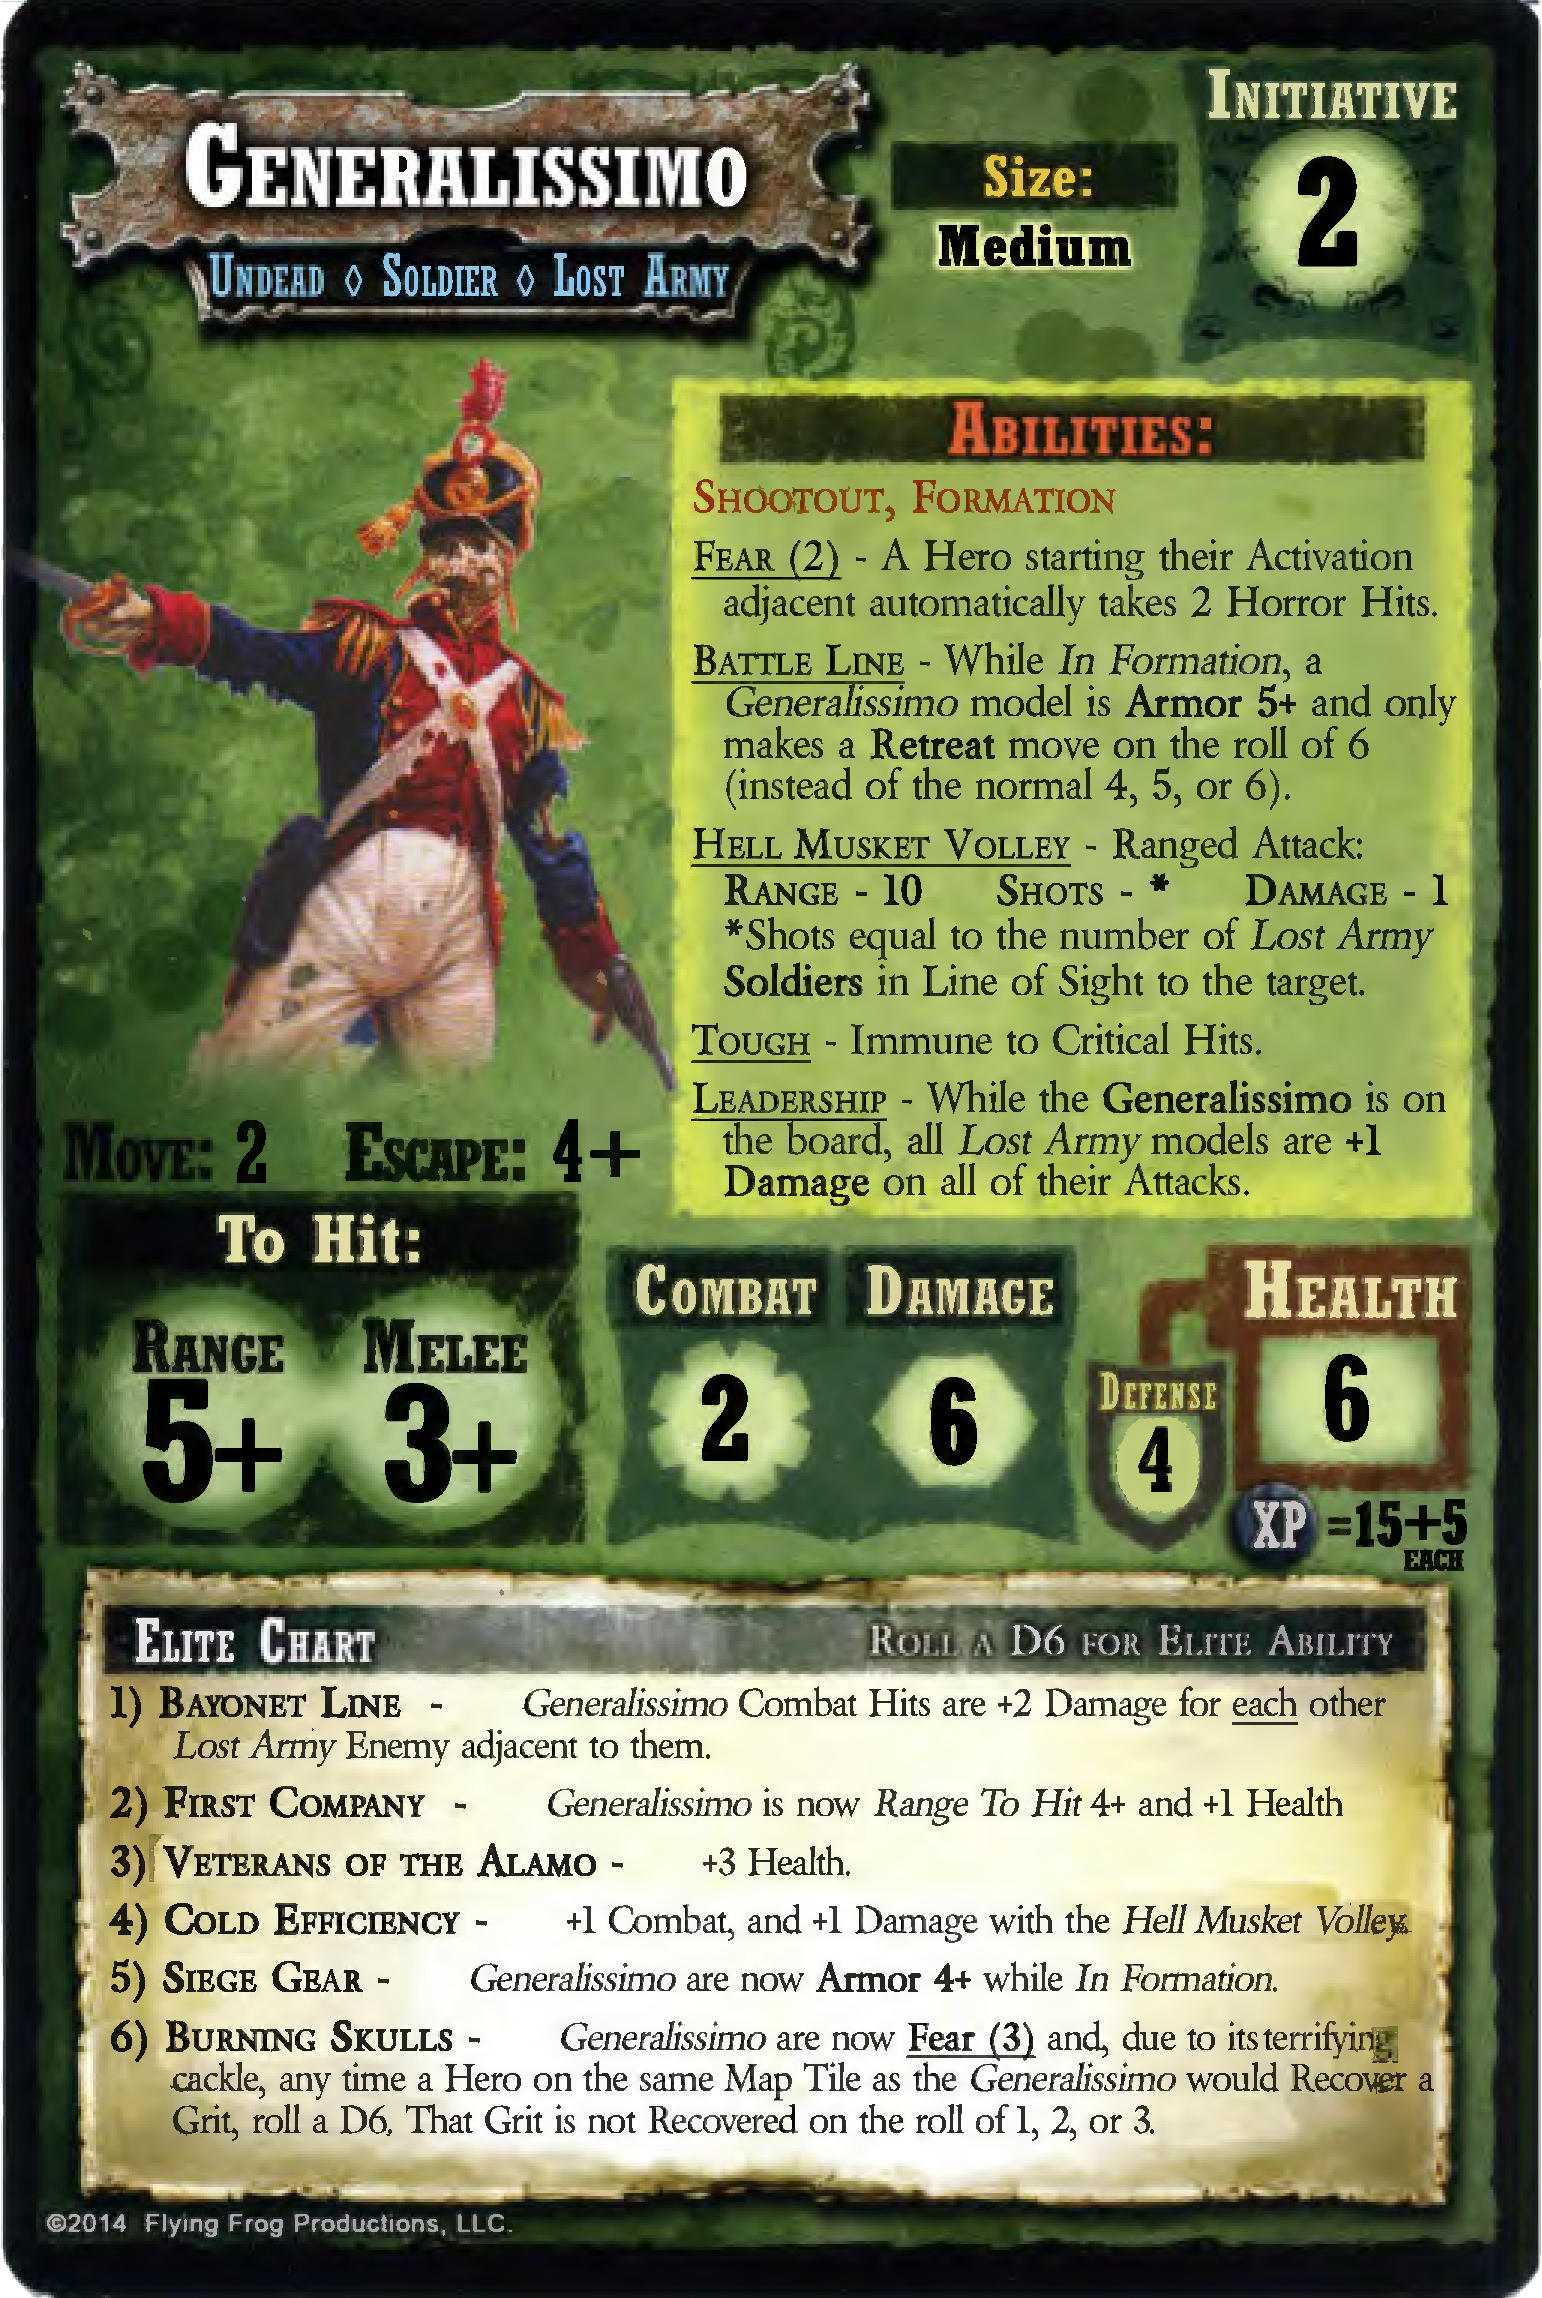 Generalissimo
Undead ◊ Soldier ◊ Lost Army
Size:
Medium
Initiative
2
Abilities:
Shootout, Formation
Fear (2) - A Hero starting their Activation
adjacent automatically takes 2 Horror Hits.
Battle Line - While In Formation, a
Generalissimo model is Armor 5+ and only
makes a Retreat move on the roll of 6
(instead of the normal 4, 5, or 6).
Hell Musket Volley - Ranged Attack:
Range - 10 Shots - * Damage - 1
*Shots equal to the number of Lost Army
Soldiers in Line of Sight to the target.
Tough - Immune to Critical Hits.
Leadership - While the Generalissimo is on
the board, all Lost Army models are +1
Damage on all of their Attacks.
Move: 2 Escape: 4+
To Hit:
Range
5+
Melee
3+
Combat
2
Damage
6
Defense
4
Health
6
XP =15+5
EACH
Elite Chart Roll a D6 for Elite Ability
1) Bayonet Line - Generalissimo Combat Hits are +2 Damage for each other
Lost Army Enemy adjacent to them.
2) First Company - Generalissimo is now Range To Hit 4+ and +1 Health
3) Veterans of the Alamo - +3 Health.
4) Cold Efficiency - +1 Combat, and +1 Damage with the Hell Musket Volley.
5) Siege Gear - Generalissimo are now Armor 4+ while In Formation.
6) Burning Skulls - Generalissimo are now Fear (3) and, due to its terrifying
cackle, any time a Hero on the same Map Tile as the Generalissimo would Recover a
Grit, roll a D6. That Grit is not Recovered on the roll of 1, 2, or 3.
©2014 Flying Frog Productions, LLC.